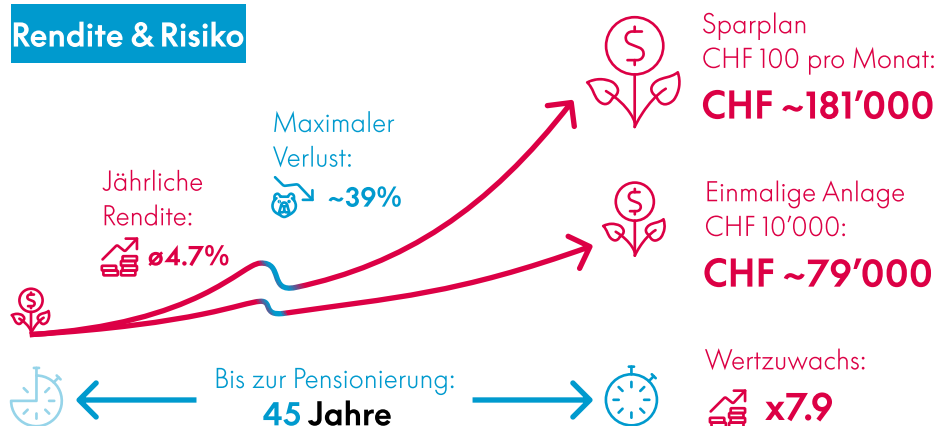 Rendite & Risiko
Sparplan
CHF 100 pro Monat:
CHF ~181’000
Maximaler
Verlust:
~39%
Jährliche
Rendite:
ø4.7%
Einmalige Anlage
CHF 10’000:
CHF ~79’000
Bis zur Pensionierung:
45 Jahre
Wertzuwachs:
x7.9